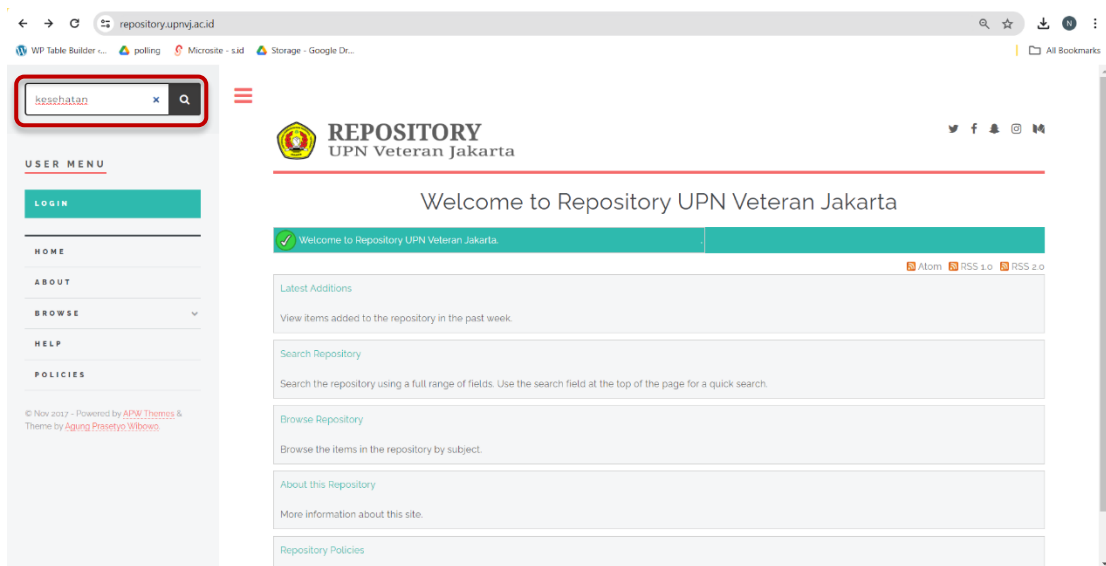 repository.upnvj.ac.id
N
WP Table Builder ‹... polling Microsite - s.id Storage - Google Dr... All Bookmarks
kesehatan
USER MENU
LOGIN
HOME
ABOUT
BROWSE
HELP
POLICIES
© Nov 2017 - Powered by APW Themes &
Theme by Agung Prasetyo Wibowo.
REPOSITORY
UPN Veteran Jakarta
Welcome to Repository UPN Veteran Jakarta
Welcome to Repository UPN Veteran Jakarta.
Atom RSS 1.0 RSS 2.0
Latest Additions
View items added to the repository in the past week.
Search Repository
Search the repository using a full range of fields. Use the search field at the top of the page for a quick search.
Browse Repository
Browse the items in the repository by subject.
About this Repository
More information about this site.
Repository Policies